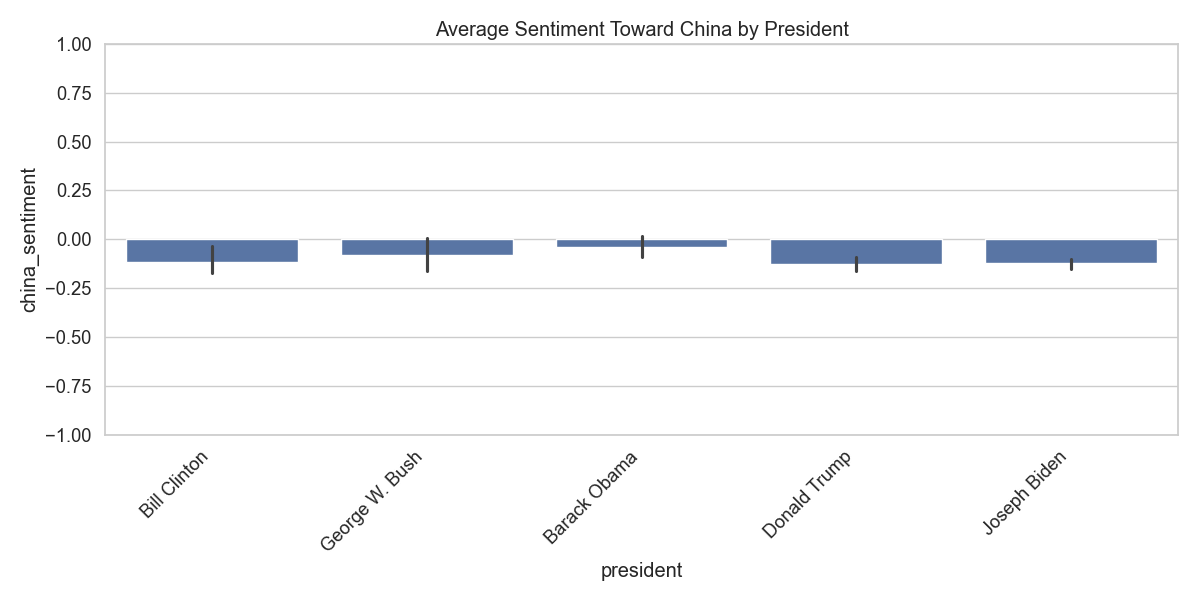 Average Sentiment Toward China by President
1.00
0.75
0.50
0.25
0.00
−0.25
−0.50
−0.75
−1.00
china_sentiment
Bill Clinton
George W. Bush
Barack Obama
Donald Trump
Joseph Biden
president